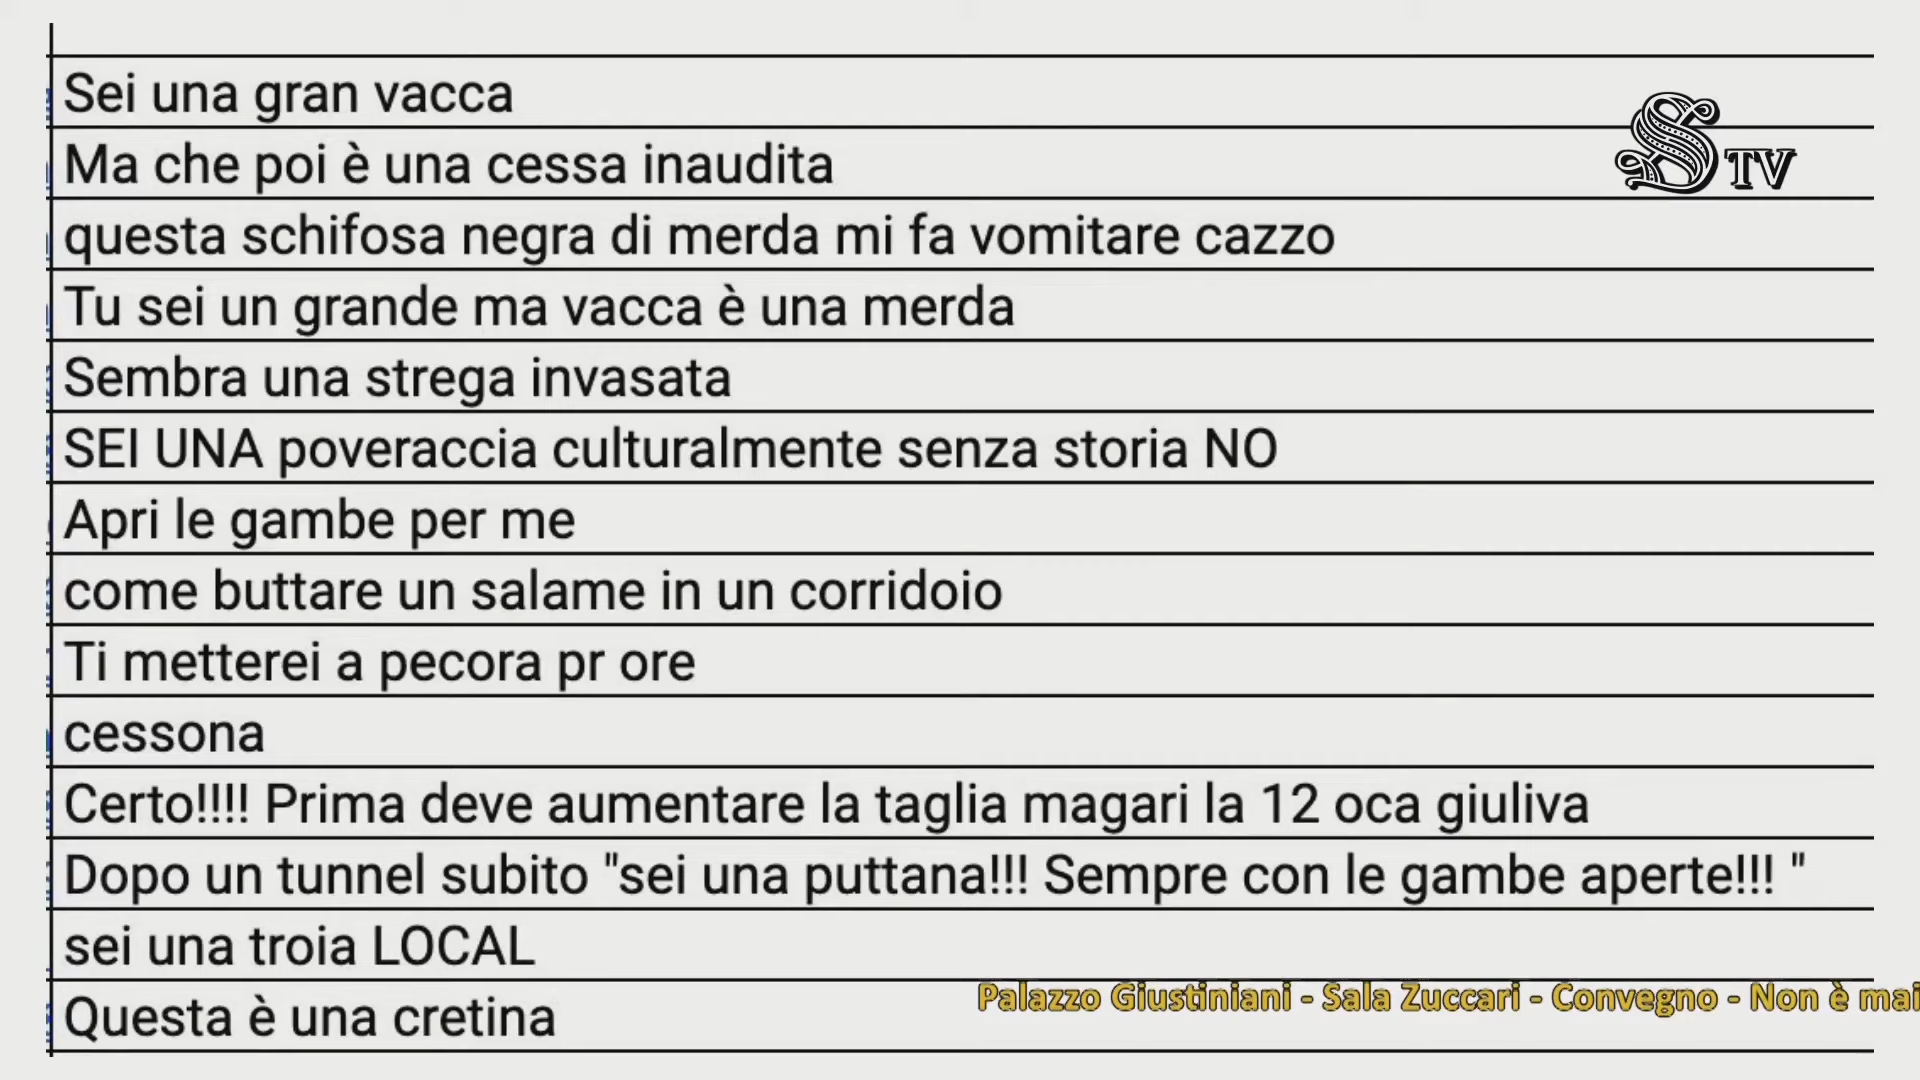 Sei una gran vacca
STV
Ma che poi è una cessa inaudita
questa schifosa negra di merda mi fa vomitare cazzo
Tu sei un grande ma vacca è una merda
Sembra una strega invasata
SEI UNA poveraccia culturalmente senza storia NO
Apri le gambe per me
come buttare un salame in un corridoio
Ti metterei a pecora pr ore
cessona
Certo!!!! Prima deve aumentare la taglia magari la 12 oca giuliva
Dopo un tunnel subito "sei una puttana!!! Sempre con le gambe aperte!!! "
sei una troia LOCAL
Questa è una cretina
Palazzo Giustiniani - Sala Zuccari - Convegno - Non è mai